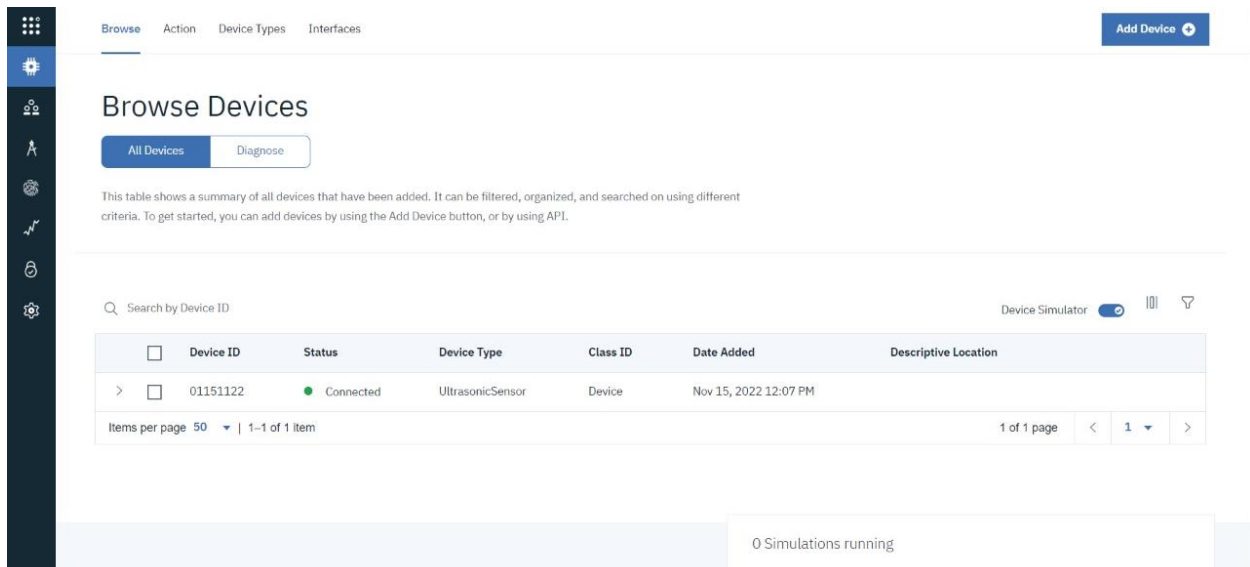 Browse Action Device Types Interfaces Add Device
Browse Devices
All Devices Diagnose
This table shows a summary of all devices that have been added. It can be filtered, organized, and searched on using different
criteria. To get started, you can add devices by using the Add Device button, or by using API.
Search by Device ID Device Simulator
Device ID Status Device Type Class ID Date Added Descriptive Location
01151122 Connected UltrasonicSensor Device Nov 15, 2022 12:07 PM
Items per page 50 | 1–1 of 1 item 1 of 1 page 1
0 Simulations running